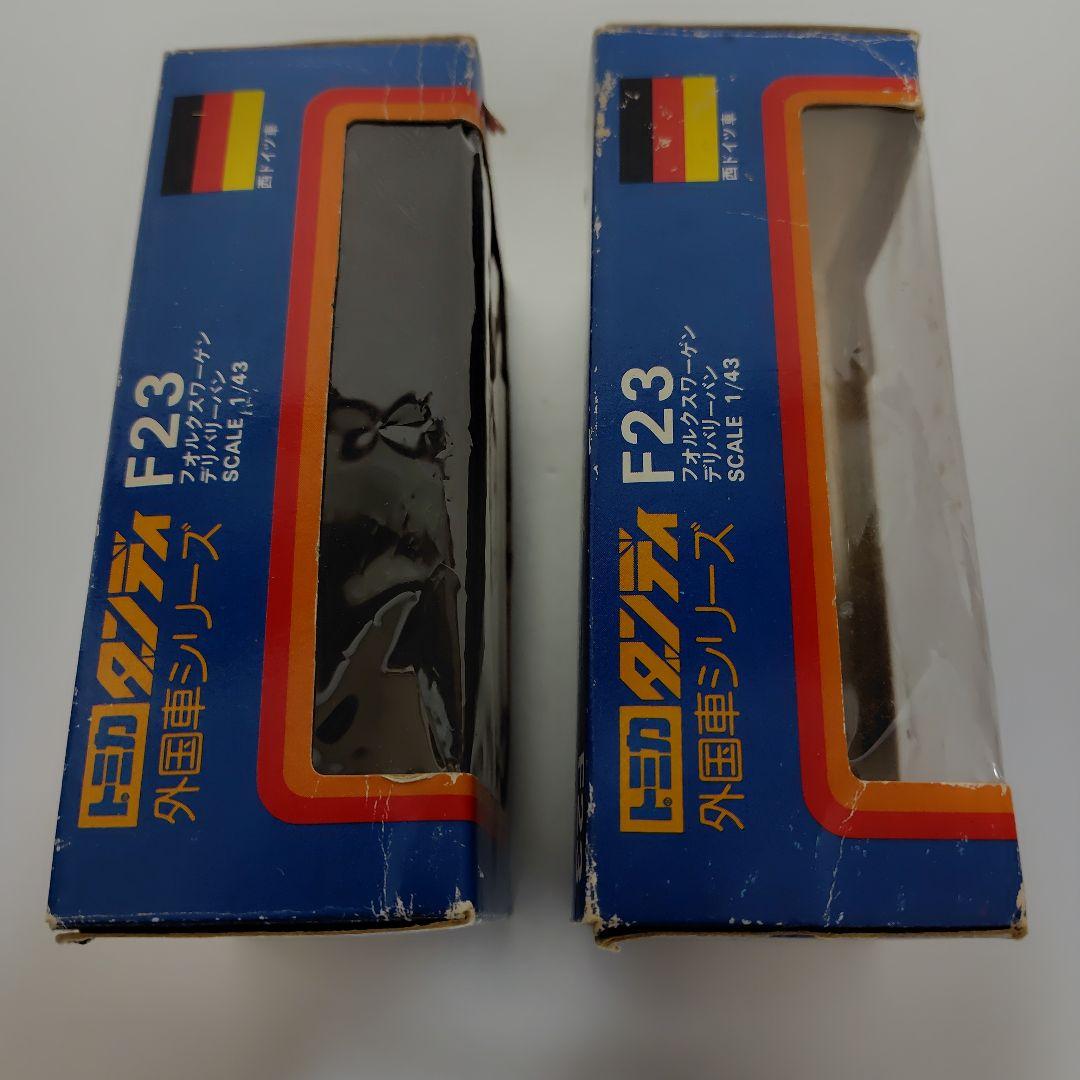 トミカ
ダンディ
外国車シリーズ
F23
フォルクスワーゲン
デリバリーバン
SCALE 1/43
西ドイツ車
トミカ®
ダンディ
外国車シリーズ
F23
フォルクスワーゲン
デリバリーバン
SCALE 1/43
西ドイツ車